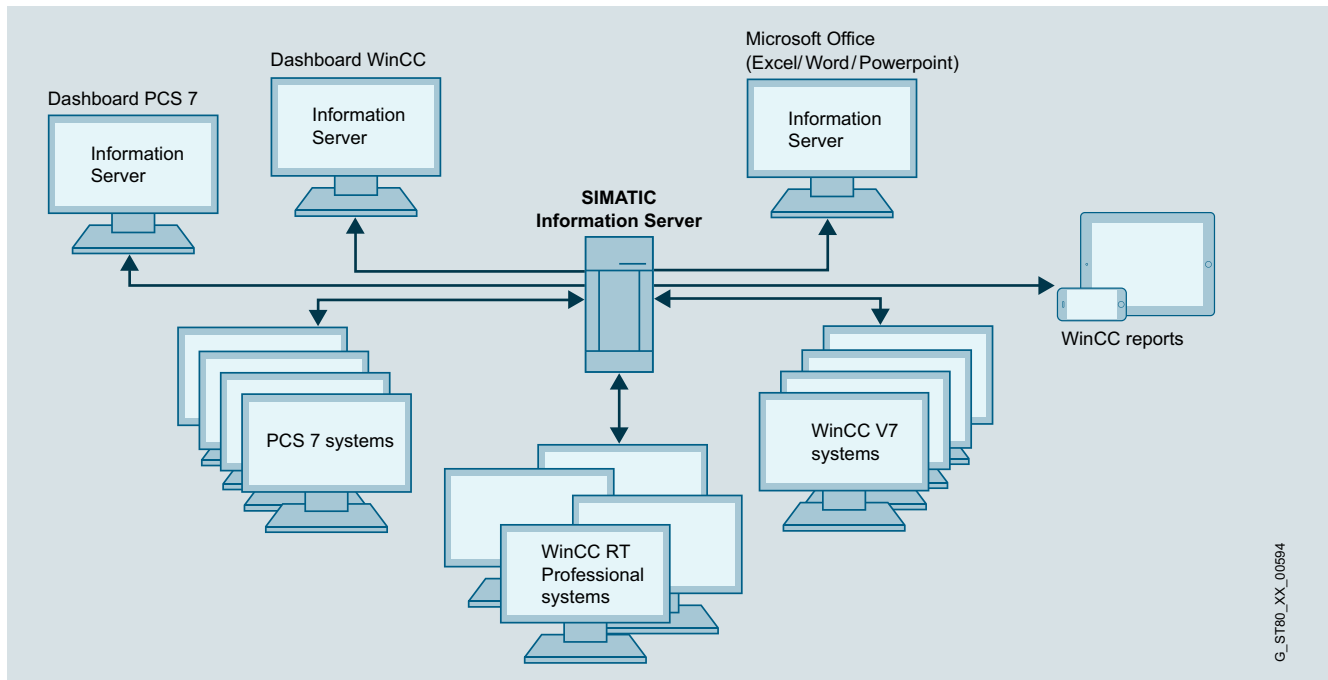 Microsoft Office
(Excel/Word/Powerpoint)
Dashboard WinCC
Dashboard PCS 7
Information
Server
Information
Server
Information
Server
SIMATIC
Information Server
WinCC reports
PCS 7 systems
WinCC V7
systems
WinCC RT
Professional
systems
G_ST80_XX_00594